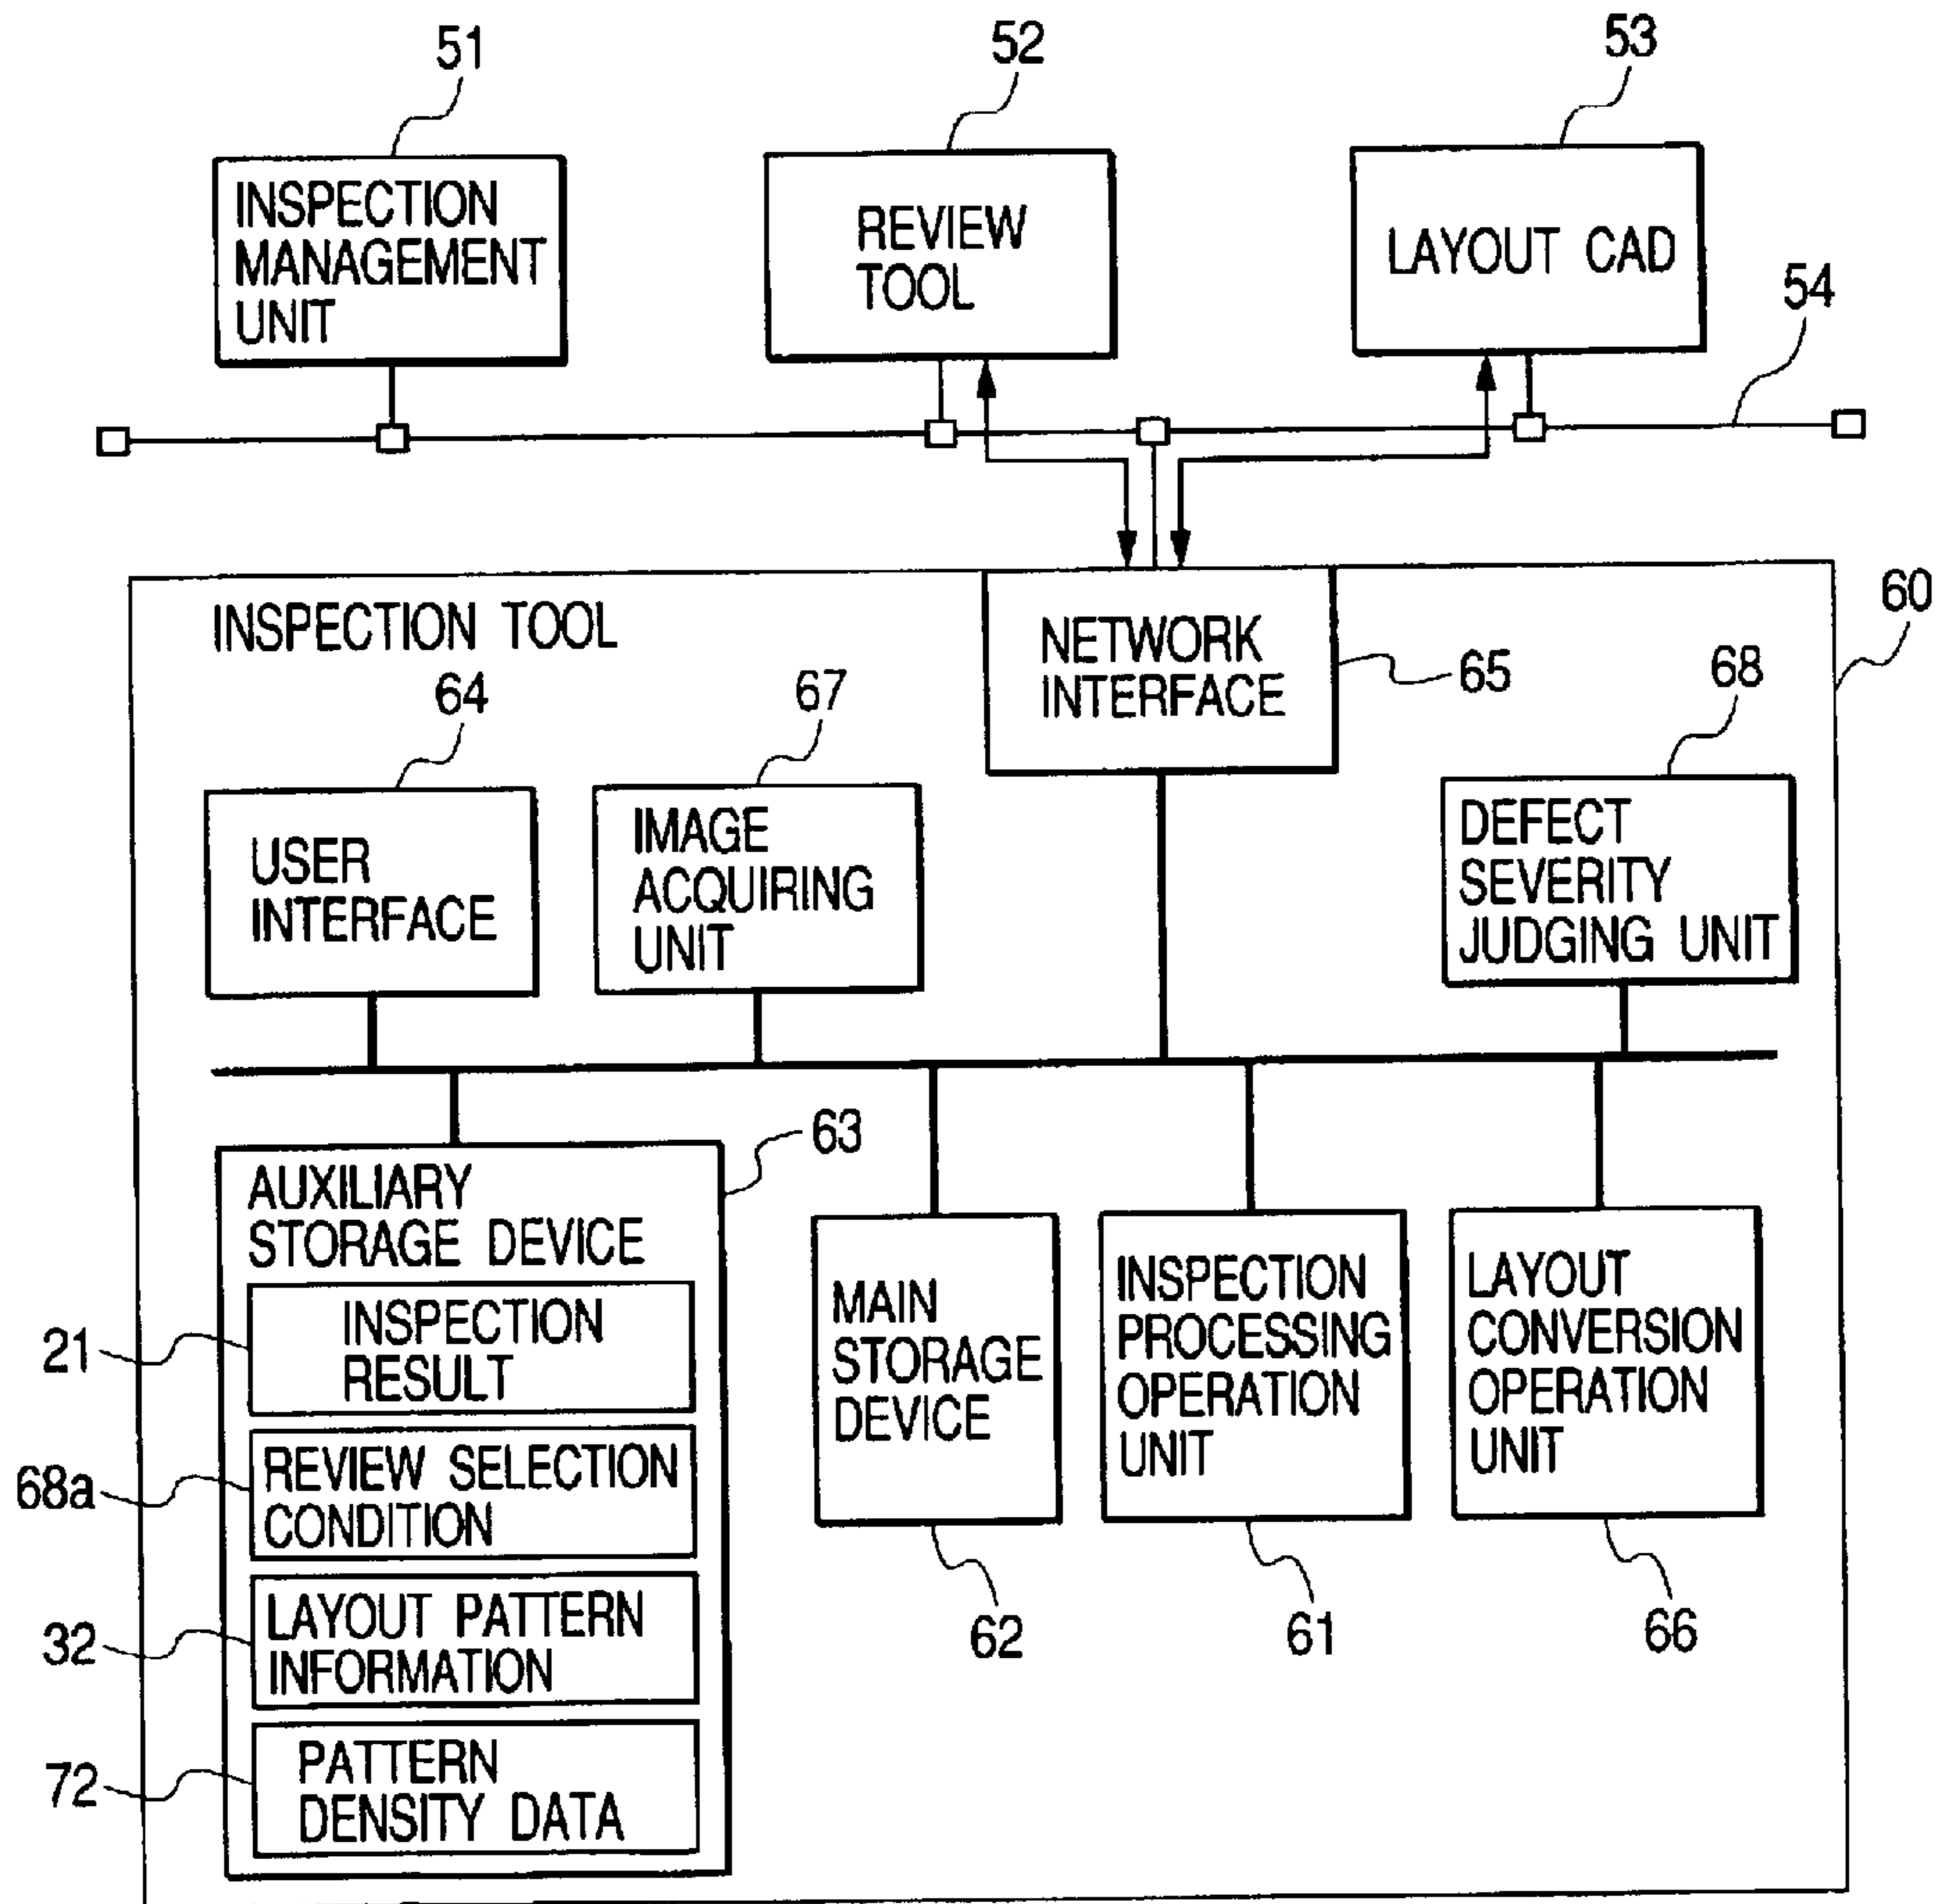 51
52
53
INSPECTION
MANAGEMENT
UNIT
REVIEW
TOOL
LAYOUT CAD
54
INSPECTION TOOL
60
NETWORK
INTERFACE
65
64
67
68
USER
INTERFACE
IMAGE
ACQUIRING
UNIT
DEFECT
SEVERITY
JUDGING UNIT
63
AUXILIARY
STORAGE DEVICE
21
INSPECTION
RESULT
68a
REVIEW SELECTION
CONDITION
32
LAYOUT PATTERN
INFORMATION
72
PATTERN
DENSITY DATA
MAIN
STORAGE
DEVICE
62
INSPECTION
PROCESSING
OPERATION
UNIT
61
LAYOUT
CONVERSION
OPERATION
UNIT
66